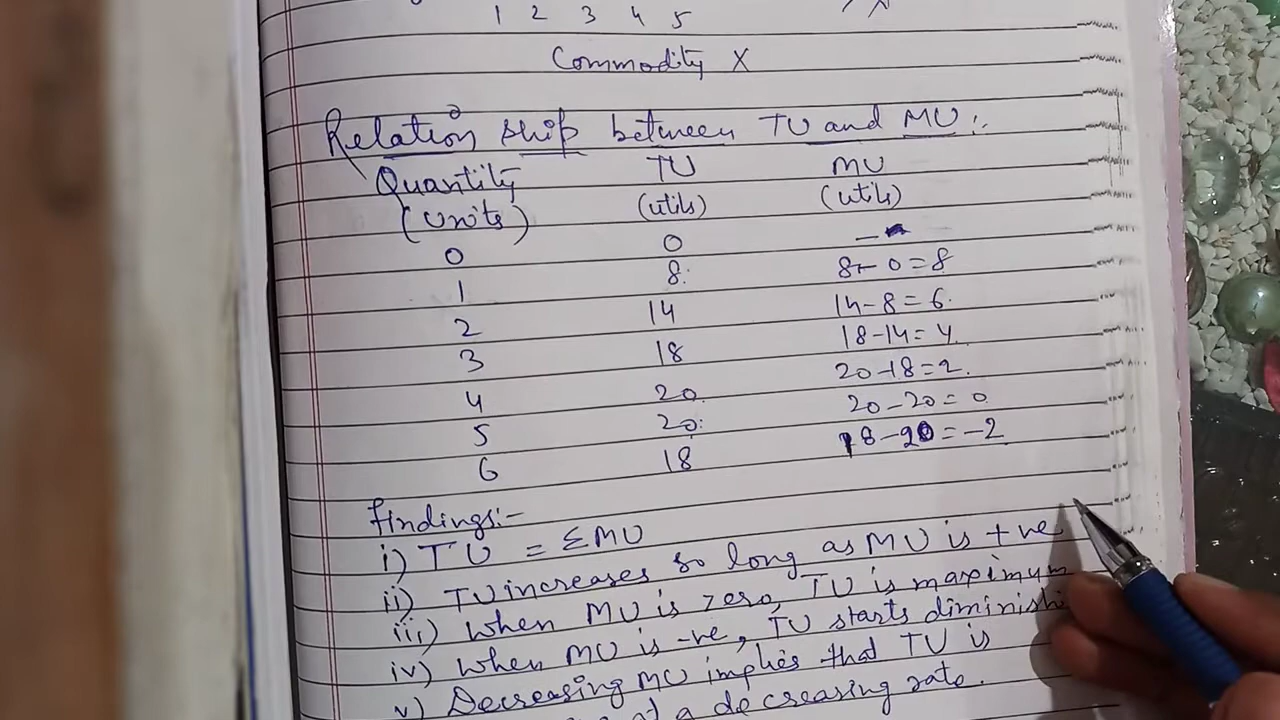 1 2 3 4 5
Commodity X
Relation ship between TU and MU :-
Quantity TU MU
(Units) (utils) (utils)
0 0 –
1 8 8-0=8
2 14 14-8=6
3 18 18-14=4
4 20 20-18=2
5 20 20-20=0
6 18 18-20=-2
findings:-
i) TU = ΣMU
ii) TU increases so long as MU is +ve
iii) When MU is zero, TU is maximum
iv) When MU is -ve, TU starts diminishi
v) Decreasing MU implies that TU is
at a decreasing rate.